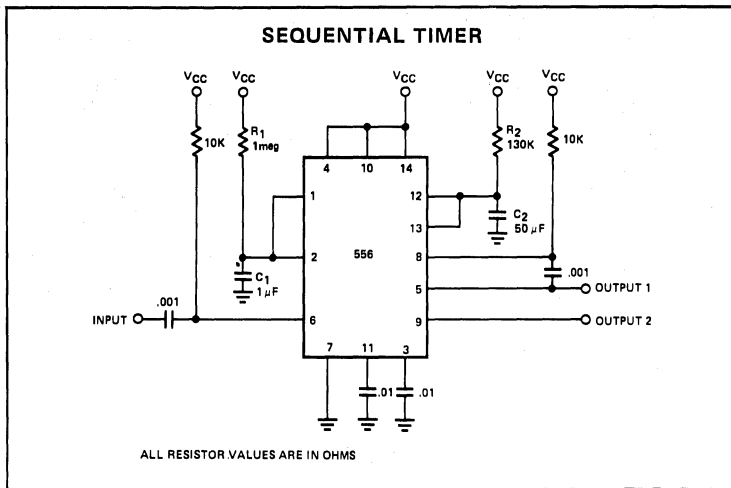 SEQUENTIAL TIMER
VCC VCC VCC VCC VCC
10K
R1
1meg
R2
130K
10K
4 10 14
1
12
C2
50 μF
13
2
556
8
C1
1 μF
.001
5
OUTPUT 1
.001
INPUT
6
9
OUTPUT 2
7 11 3
.01 .01
ALL RESISTOR VALUES ARE IN OHMS